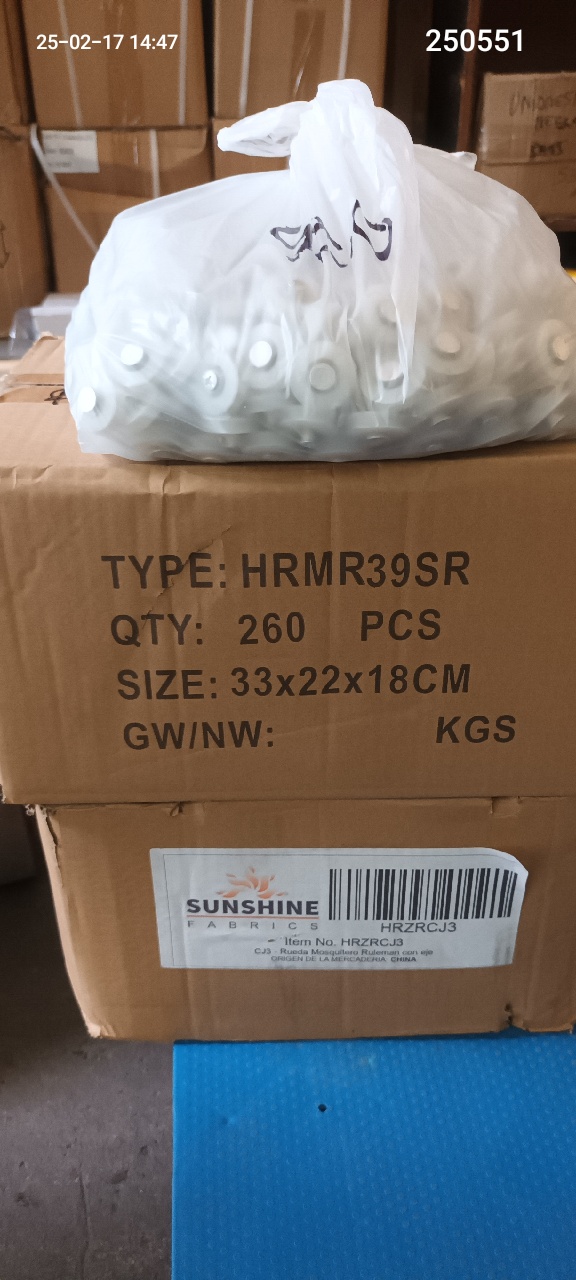 25-02-17 14:47
250551
TYPE: HRMR39SR
QTY: 260 PCS
SIZE: 33x22x18CM
GW/NW: KGS
SUNSHINE
FABRICS
HRZRCJ3
Item No. HRZRCJ3
CJ3 - Rueda Mosquitero Ruleman con eje
ORIGEN DE LA MERCADERIA: CHINA